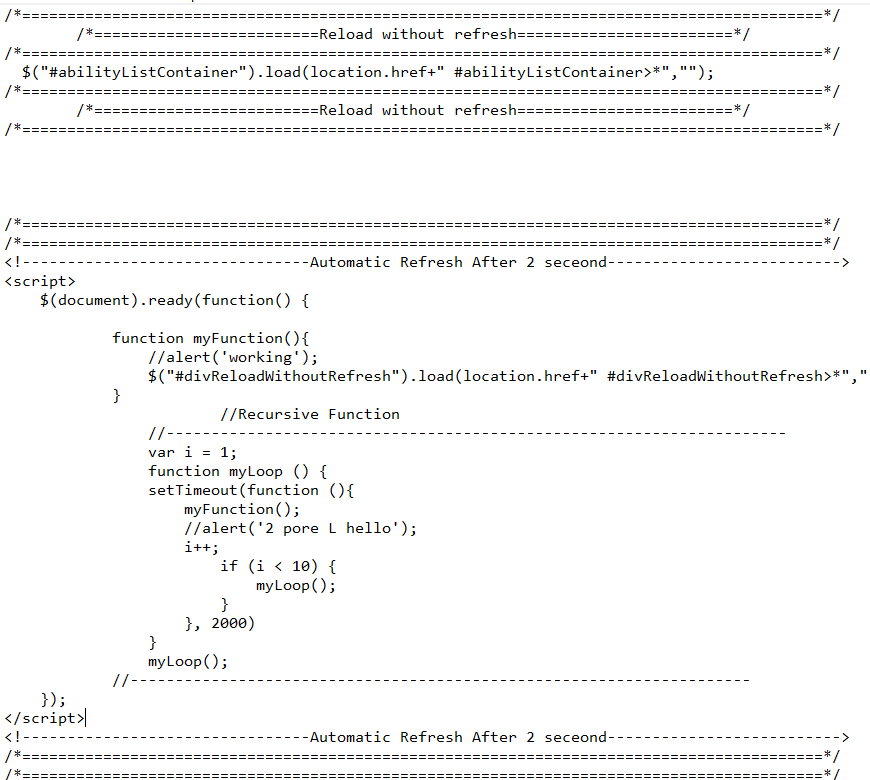 /*=========================================================================================*/
/*=========================Reload without refresh========================*/
/*=========================================================================================*/
$("#abilityListContainer").load(location.href+" #abilityListContainer>*","");
/*=========================================================================================*/
/*=========================Reload without refresh========================*/
/*=========================================================================================*/
/*=========================================================================================*/
/*=========================================================================================*/
<!--------------------------------Automatic Refresh After 2 seceond-------------------------->
<script>
$(document).ready(function() {
function myFunction(){
//alert('working');
$("#divReloadWithoutRefresh").load(location.href+" #divReloadWithoutRefresh>*","
}
//Recursive Function
//---------------------------------------------------------------------
var i = 1;
function myLoop () {
setTimeout(function (){
myFunction();
//alert('2 pore L hello');
i++;
if (i < 10) {
myLoop();
}
}, 2000)
}
myLoop();
//---------------------------------------------------------------------
});
</script>
<!--------------------------------Automatic Refresh After 2 seceond-------------------------->
/*=========================================================================================*/
/*=========================================================================================*/